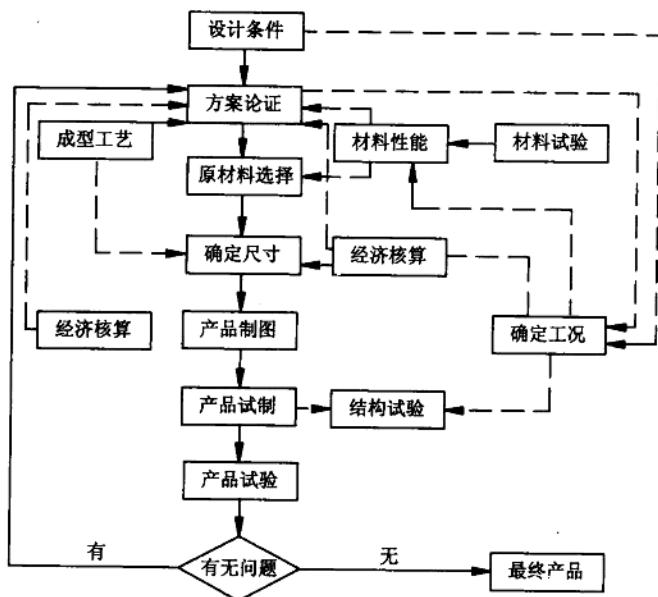 设计条件
方案论证
成型工艺
材料性能
材料试验
原材料选择
确定尺寸
经济核算
经济核算
产品制图
确定工况
产品试制
结构试验
产品试验
有
有无问题
无
最终产品